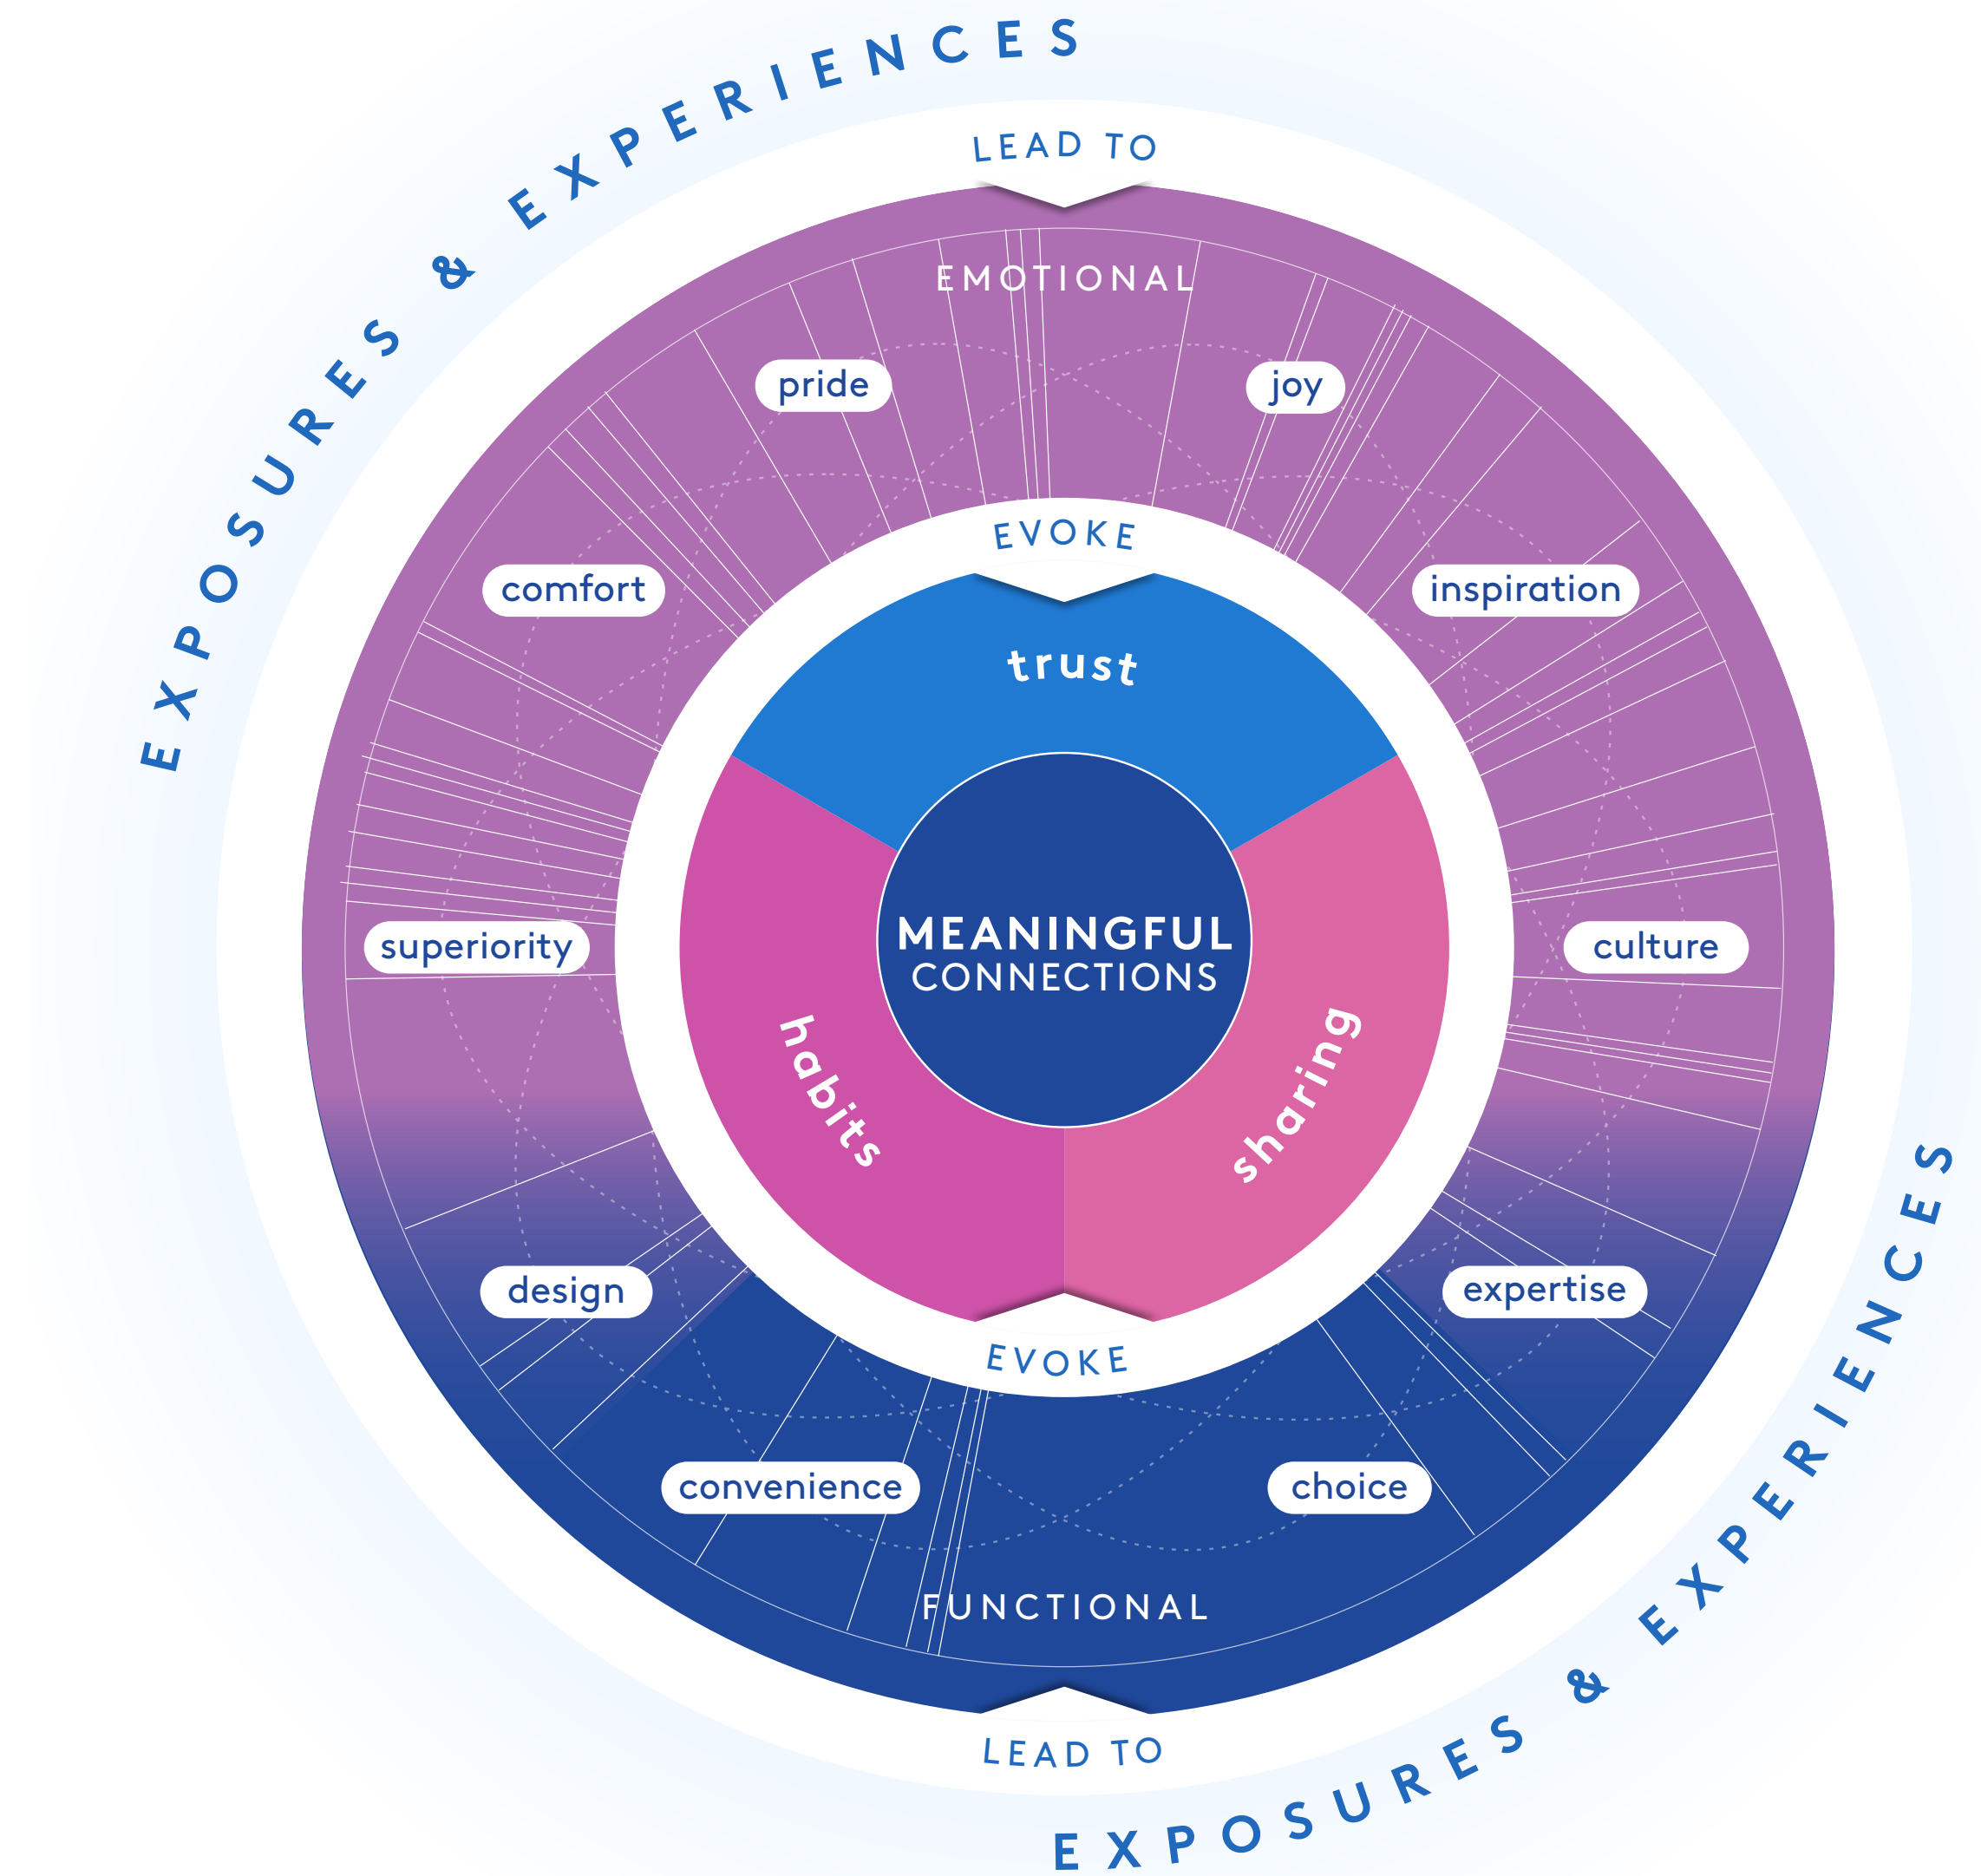 EXPOSURES & EXPERIENCES
LEAD TO
EMOTIONAL
pride
joy
comfort
inspiration
superiority
culture
design
expertise
convenience
choice
EVOKE
trust
MEANINGFUL
CONNECTIONS
habits
sharing
EVOKE
FUNCTIONAL
LEAD TO
EXPOSURES & EXPERIENCES